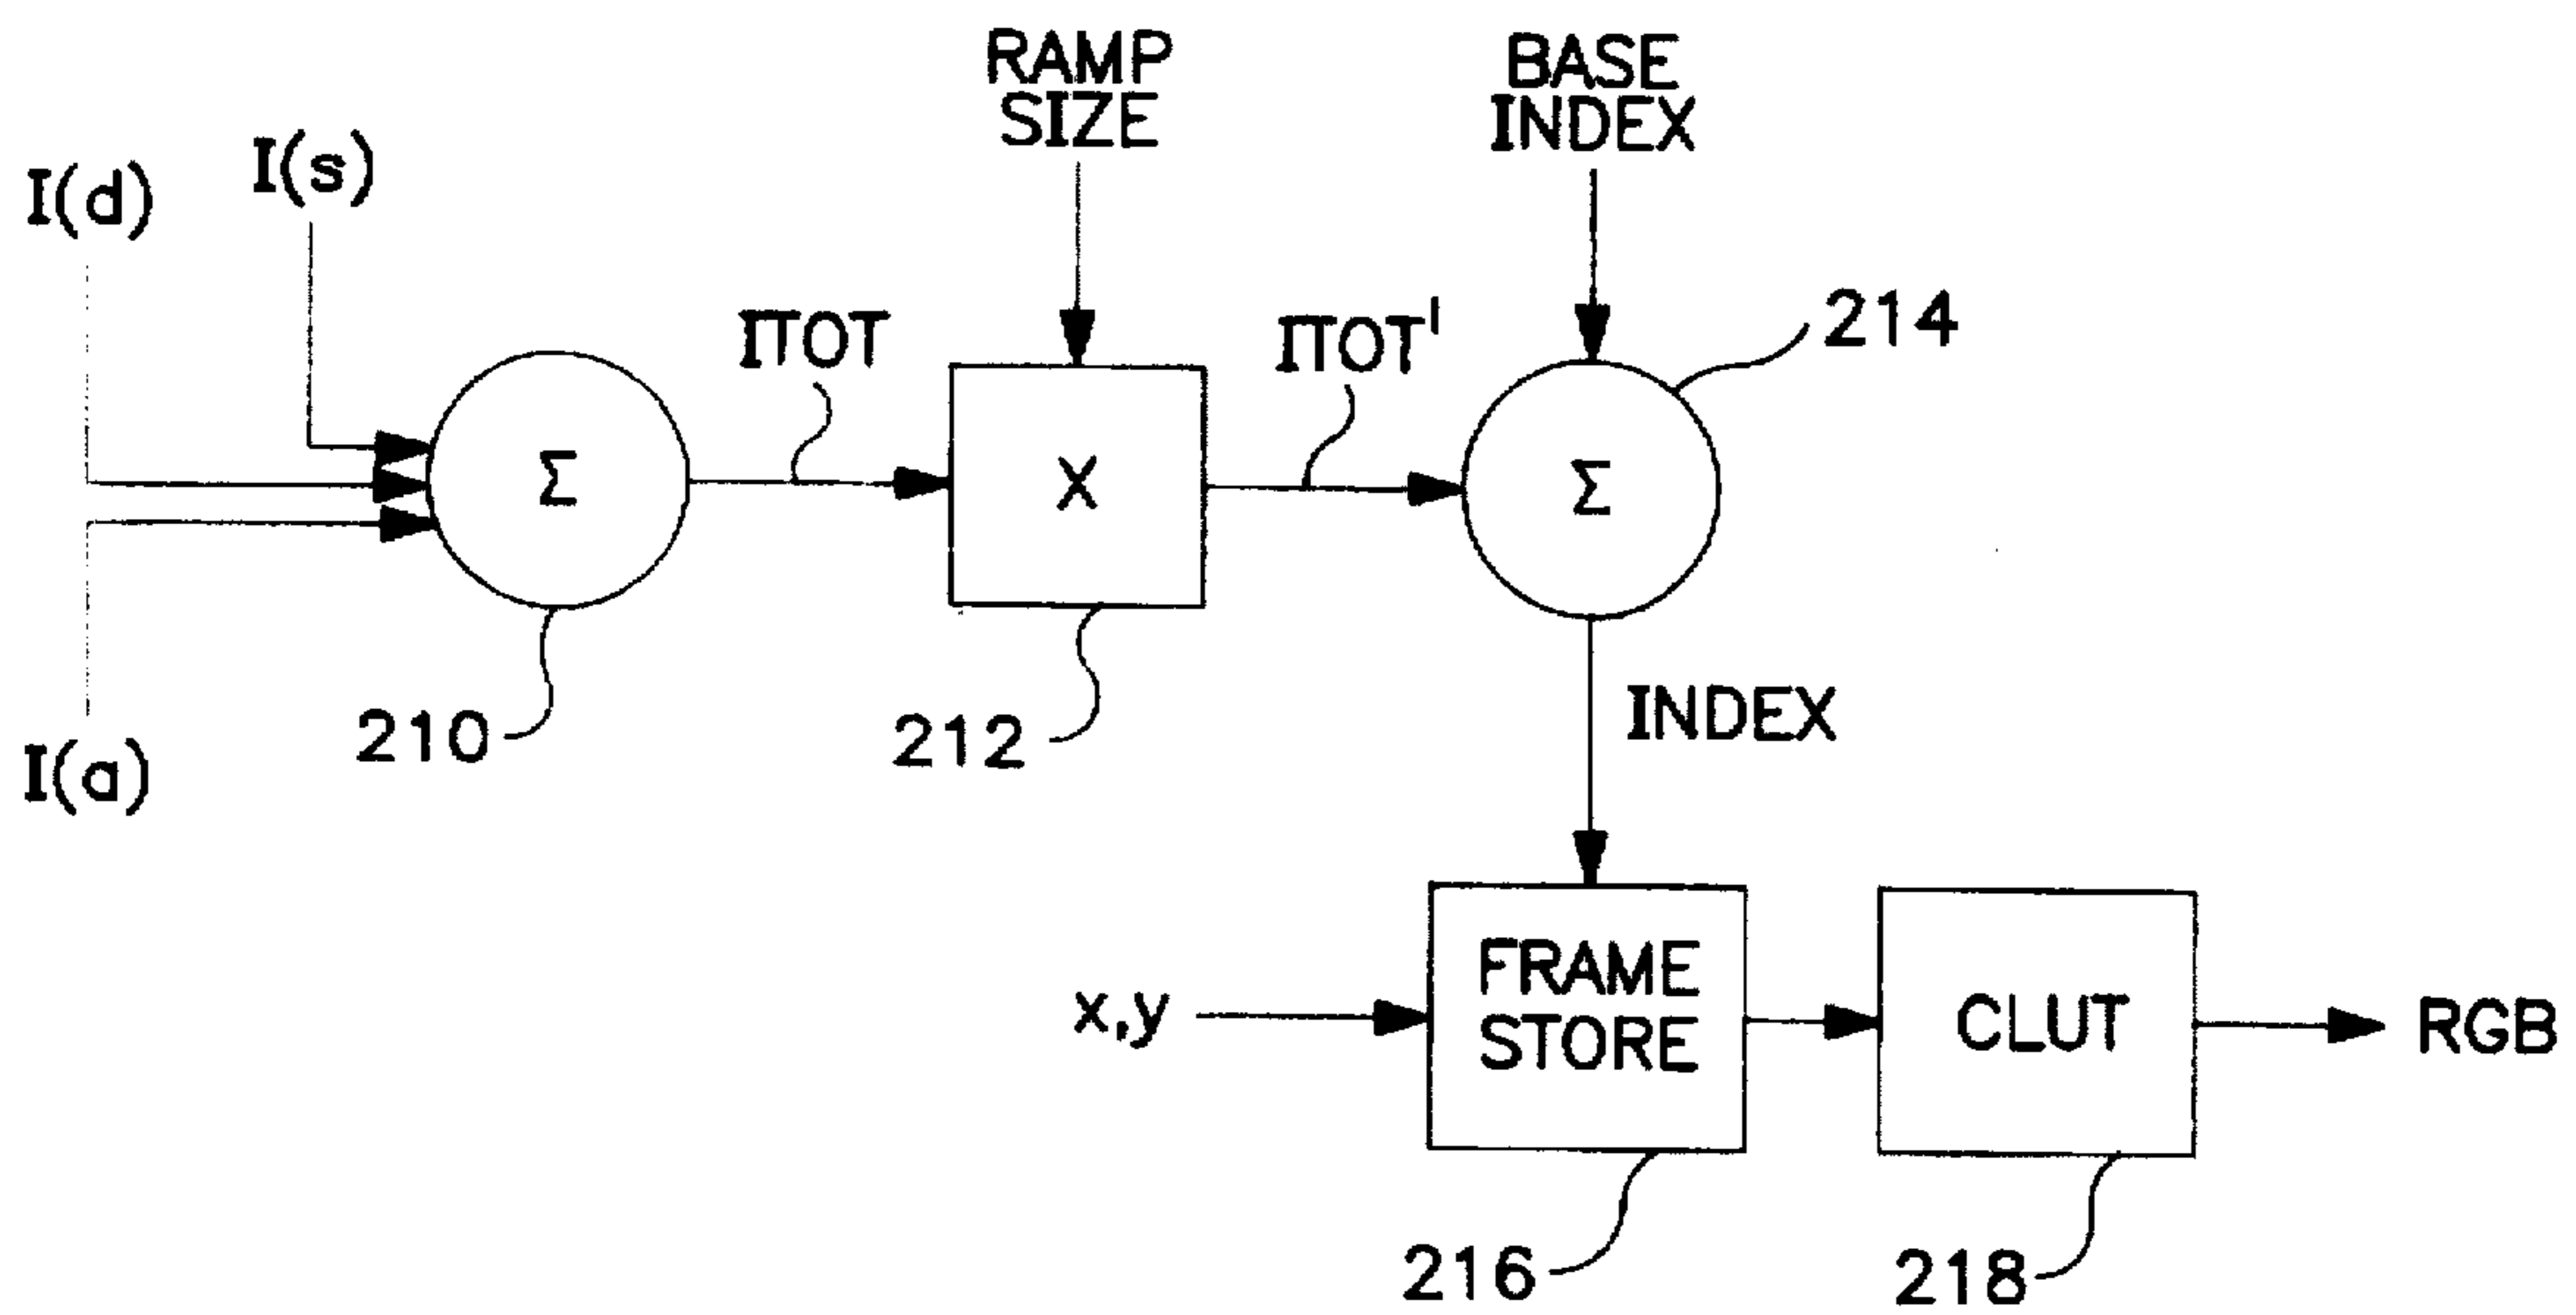 RAMP
SIZE
BASE
INDEX
I(d)
I(s)
ITOT
ITOT'
214
Σ
X
Σ
210
212
INDEX
I(a)
x,y
FRAME
STORE
CLUT
RGB
216
218